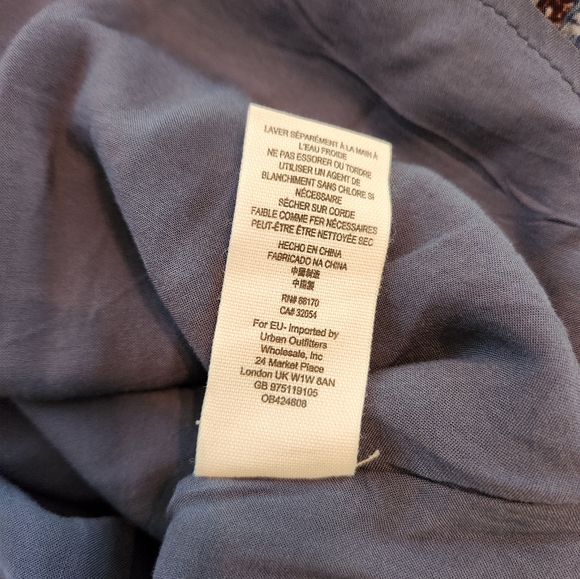 LAVER SÉPARÉMENT À LA MAIN À
L'EAU FROIDE
NE PAS ESSORER OU TORDRE
UTILISER UN AGENT DE
BLANCHIMENT SANS CHLORE SI
NÉCESSAIRE
SÉCHER SUR CORDE
FAIBLE COMME FER NÉCESSAIRES
PEUT-ÊTRE ÊTRE NETTOYÉE SEC
HECHO EN CHINA
FABRICADO NA CHINA
中國制造
中国製
RN# 66170
CA# 32054
For EU- Imported by
Urban Outfitters
Wholesale, Inc
24 Market Place
London UK W1W 8AN
GB 975119105
OB424608